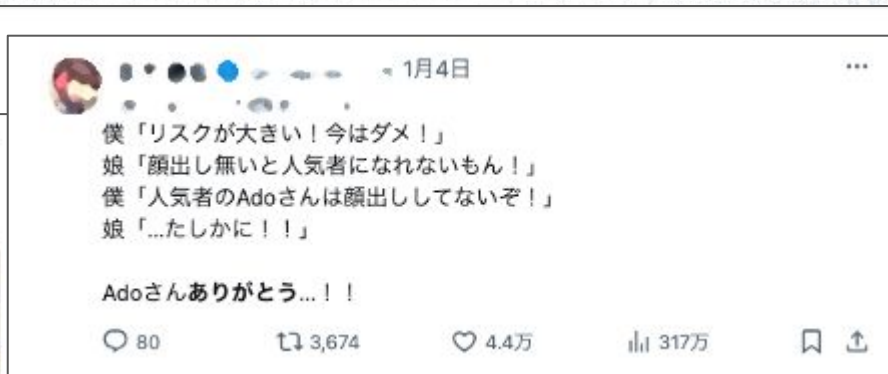 1月4日
僕「リスクが大きい！今はダメ！」
娘「顔出し無いと人気者になれないもん！」
僕「人気者のAdoさんは顔出ししてないぞ！」
娘「...たしかに！！」
Adoさんありがとう...！！
80 3,674 4.4万 317万